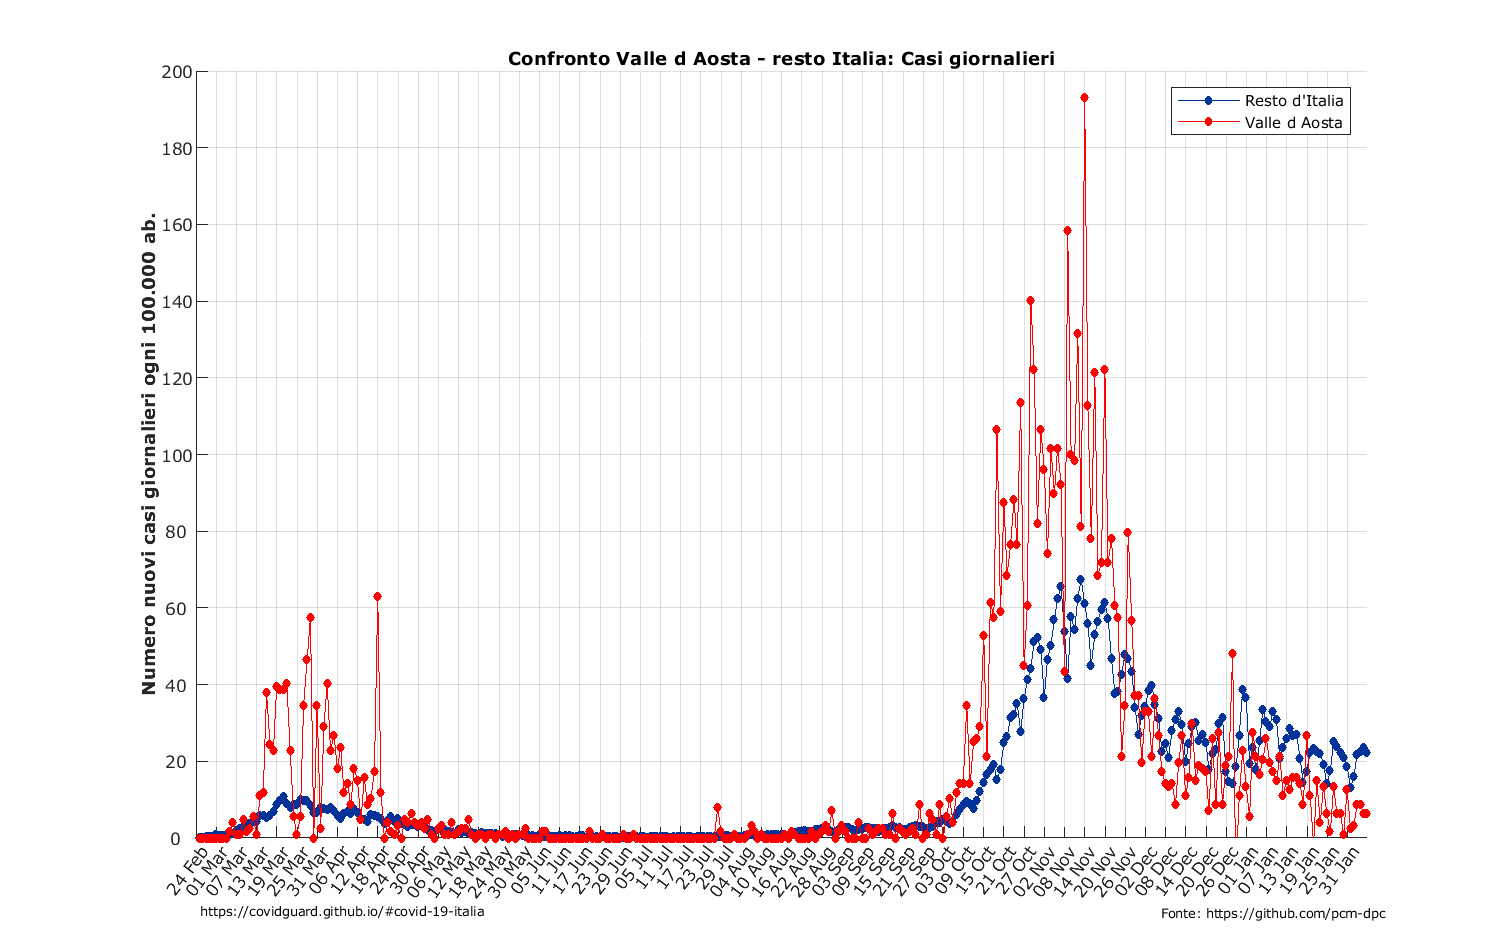 Confronto Valle d Aosta - resto Italia: Casi giornalieri
Resto d'Italia
Valle d Aosta
Numero nuovi casi giornalieri ogni 100.000 ab.
200
180
160
140
120
100
80
60
40
20
0
24 Feb
01 Mar
07 Mar
13 Mar
19 Mar
25 Mar
31 Mar
06 Apr
12 Apr
18 Apr
24 Apr
30 Apr
06 May
12 May
18 May
24 May
30 May
05 Jun
11 Jun
17 Jun
23 Jun
29 Jun
05 Jul
11 Jul
17 Jul
23 Jul
29 Jul
04 Aug
10 Aug
16 Aug
22 Aug
28 Aug
03 Sep
09 Sep
15 Sep
21 Sep
27 Sep
03 Oct
09 Oct
15 Oct
21 Oct
27 Oct
02 Nov
08 Nov
14 Nov
20 Nov
26 Nov
02 Dec
08 Dec
14 Dec
20 Dec
26 Dec
01 Jan
07 Jan
13 Jan
19 Jan
25 Jan
31 Jan
https://covidguard.github.io/#covid-19-italia
Fonte: https://github.com/pcm-dpc